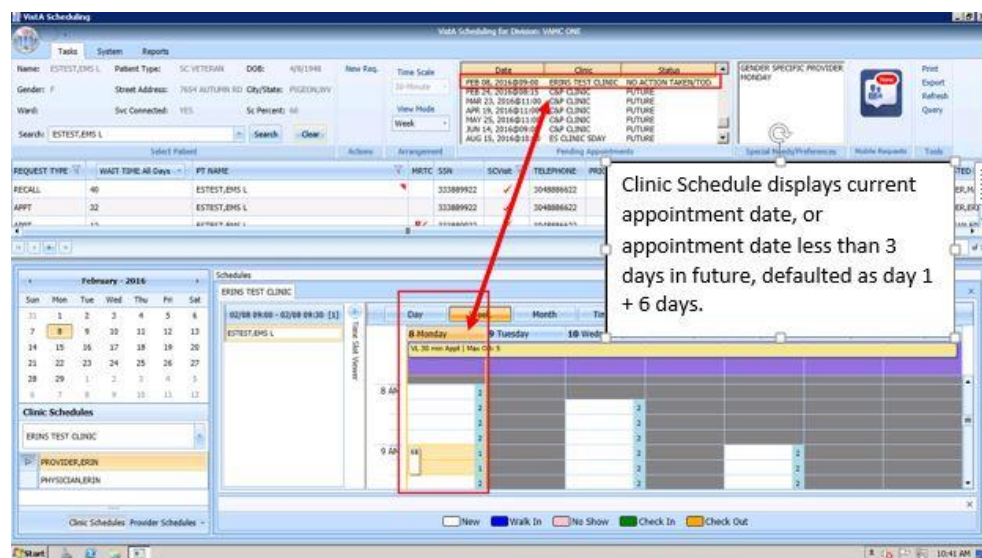 VistA Scheduling
VistA Scheduling for Division: VAMC ONE
Tasks System Reports
Name: ESTEST,EMS L Patient Type: SC VETERAN DOB: 4/8/1948
Gender: F Street Address: 7654 AUTUMN RD City/State:
Ward: Svc Connected: YES Sc Percent:
Search: ESTEST,EMS L Search Clear
Select Patient
New Req.
Actions
Time Scale
30-Minute
View Mode
Week
Arrangement
Date Clinic Status
FEB 08, 2016@09:00 ERINS TEST CLINIC NO ACTION TAKEN/TOD
FEB 24, 2016@08:15 C&P CLINIC FUTURE
MAR 23, 2016@11:00 C&P CLINIC FUTURE
APR 19, 2016@11:00 C&P CLINIC FUTURE
MAY 25, 2016@11:00 C&P CLINIC FUTURE
JUN 14, 2016@09:00 C&P CLINIC FUTURE
AUG 15, 2016@10:00 ES CLINIC SDAY FUTURE
Pending Appointments
GENDER SPECIFIC PROVIDER
MONDAY
Special Needs/Preferences
Mobile Requests
Print
Export
Refresh
Query
Tools
REQUEST TYPE WAIT TIME All Days PT NAME MRTC SSN SCVisit TELEPHONE
RECALL 40 ESTEST,EMS L 333889922 3048886622
APPT 32 ESTEST,EMS L 333889922 3048886622
Clinic Schedule displays current
appointment date, or
appointment date less than 3
days in future, defaulted as day 1
+ 6 days.
February - 2016
Sun Mon Tue Wed Thu Fri Sat
31 1 2 3 4 5 6
7 8 9 10 11 12 13
14 15 16 17 18 19 20
21 22 23 24 25 26 27
28 29 1 2 3 4 5
6 7 8 9 10 11 12
Clinic Schedules
ERINS TEST CLINIC
PROVIDER,ERIN
PHYSICIAN,ERIN
Clinic Schedules Provider Schedules
Schedules
ERINS TEST CLINIC
02/08 09:00 - 02/08 09:30 [1]
ESTEST,EMS L
Time Slot Viewer
Day Week Month
8 Monday 9 Tuesday
VL 30 min Appt | Max OB: 5
8 AM
9 AM
New Walk In No Show Check In Check Out
Start
10:41 AM